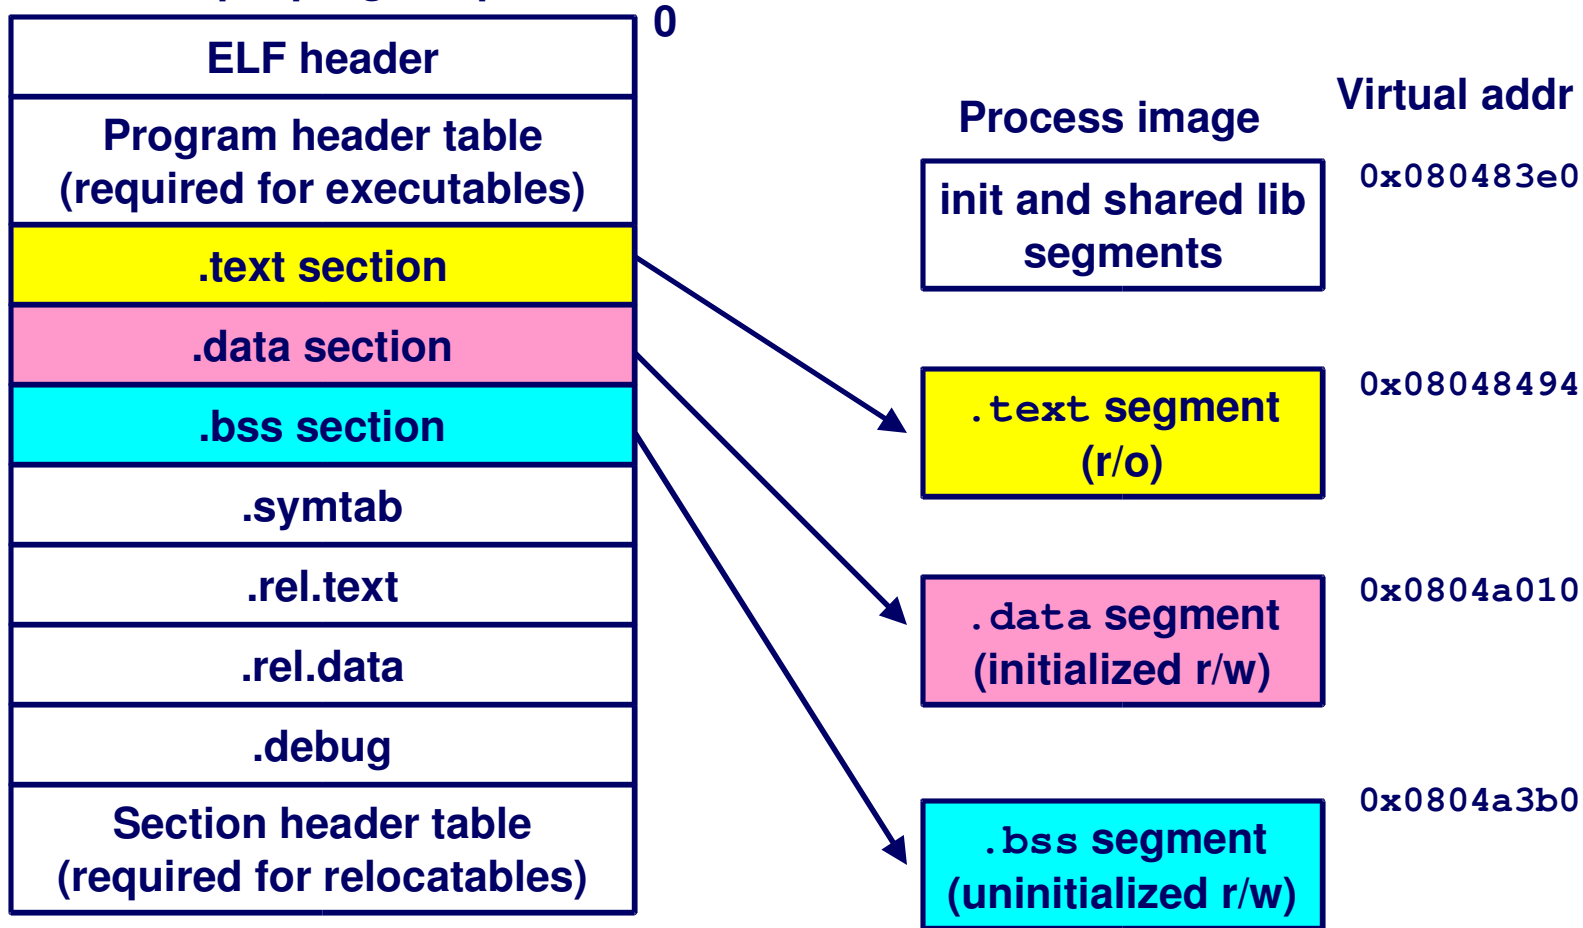 0
ELF header
Program header table
(required for executables)
.text section
.data section
.bss section
.symtab
.rel.text
.rel.data
.debug
Section header table
(required for relocatables)
Process image
Virtual addr
init and shared lib
segments
0x080483e0
.text segment
(r/o)
0x08048494
.data segment
(initialized r/w)
0x0804a010
.bss segment
(uninitialized r/w)
0x0804a3b0